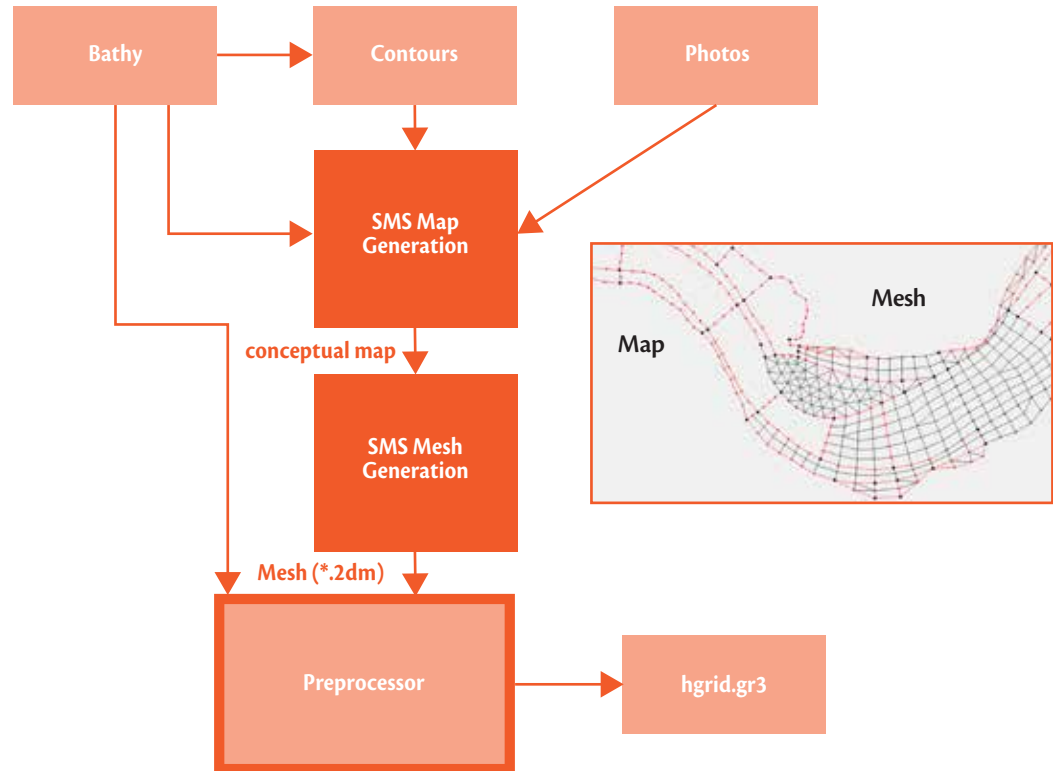 Bathy
Contours
Photos
SMS Map
Generation
Mesh
Map
conceptual map
SMS Mesh
Generation
Mesh (*.2dm)
Preprocessor
hgrid.gr3